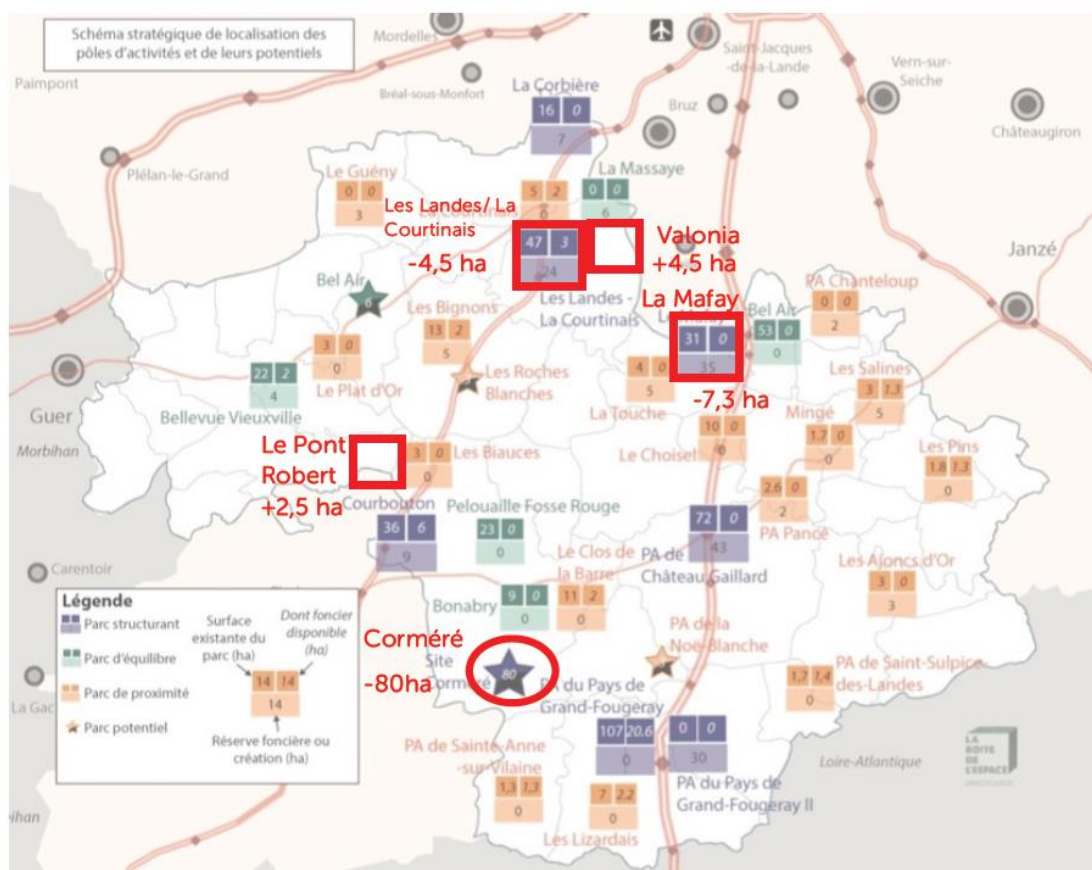 Schéma stratégique de localisation des
pôles d'activités et de leurs potentiels
Mordelles
Saint-Jacques
-de-la-Lande
Vern-sur-
Seiche
Paimpont
Bréal-sous-Monfort
La Corbière
16 0
7
Bruz
Châteaugiron
Plélan-le-Grand
Le Guény
0 0
3
La Massaye
0 0
6
5 2
La Courtinais
0
Les Landes/ La
Courtinais
-4,5 ha
47 3
24
Les Landes -
La Courtinais
Valonia
+4,5 ha
Janzé
La Mafay
31 0
35
-7,3 ha
Bel Air
53 0
0
PA Chanteloup
0 0
2
Bel Air
6
Les Bignons
13 2
5
3 0
0
Le Plat d'Or
Les Roches
Blanches
4 0
5
La Touche
Les Salines
3 1.3
5
22 2
4
Bellevue Vieuxville
Guer
Morbihan
10 0
0
Le Choisel
Mingé
1.7 0
0
Les Pins
1.8 1.3
0
Le Pont
Robert
+2,5 ha
3 0
0
Les Biauces
2.6 0
2
PA Pancé
Courbouton
36 6
9
Pelouaille Fosse Rouge
23 0
0
72 0
43
PA de
Château Gaillard
Les Ajoncs d'Or
3 0
3
Carentoir
Le Clos de
la Barre
11 2
0
Bonabry
9 0
0
PA de la
Noë-Blanche
Corméré
-80ha
Site
Corméré
80
PA du Pays de
Grand-Fougeray
107 20.6
0
0 0
30
PA du Pays de
Grand-Fougeray II
PA de Saint-Sulpice-
des-Landes
1,7 1,4
0
La Gac
PA de Sainte-Anne
-sur-Vilaine
1,3 1,3
0
7 2.2
0
Les Lizardais
Loire-Atlantique
LA
BOITE
DE
L'ESPACE
bihan
Légende
Parc structurant
Parc d'équilibre
Parc de proximité
Parc potentiel
Surface
existante du
parc (ha)
Dont foncier
disponible
(ha)
14 14
14
Réserve foncière ou
création (ha)